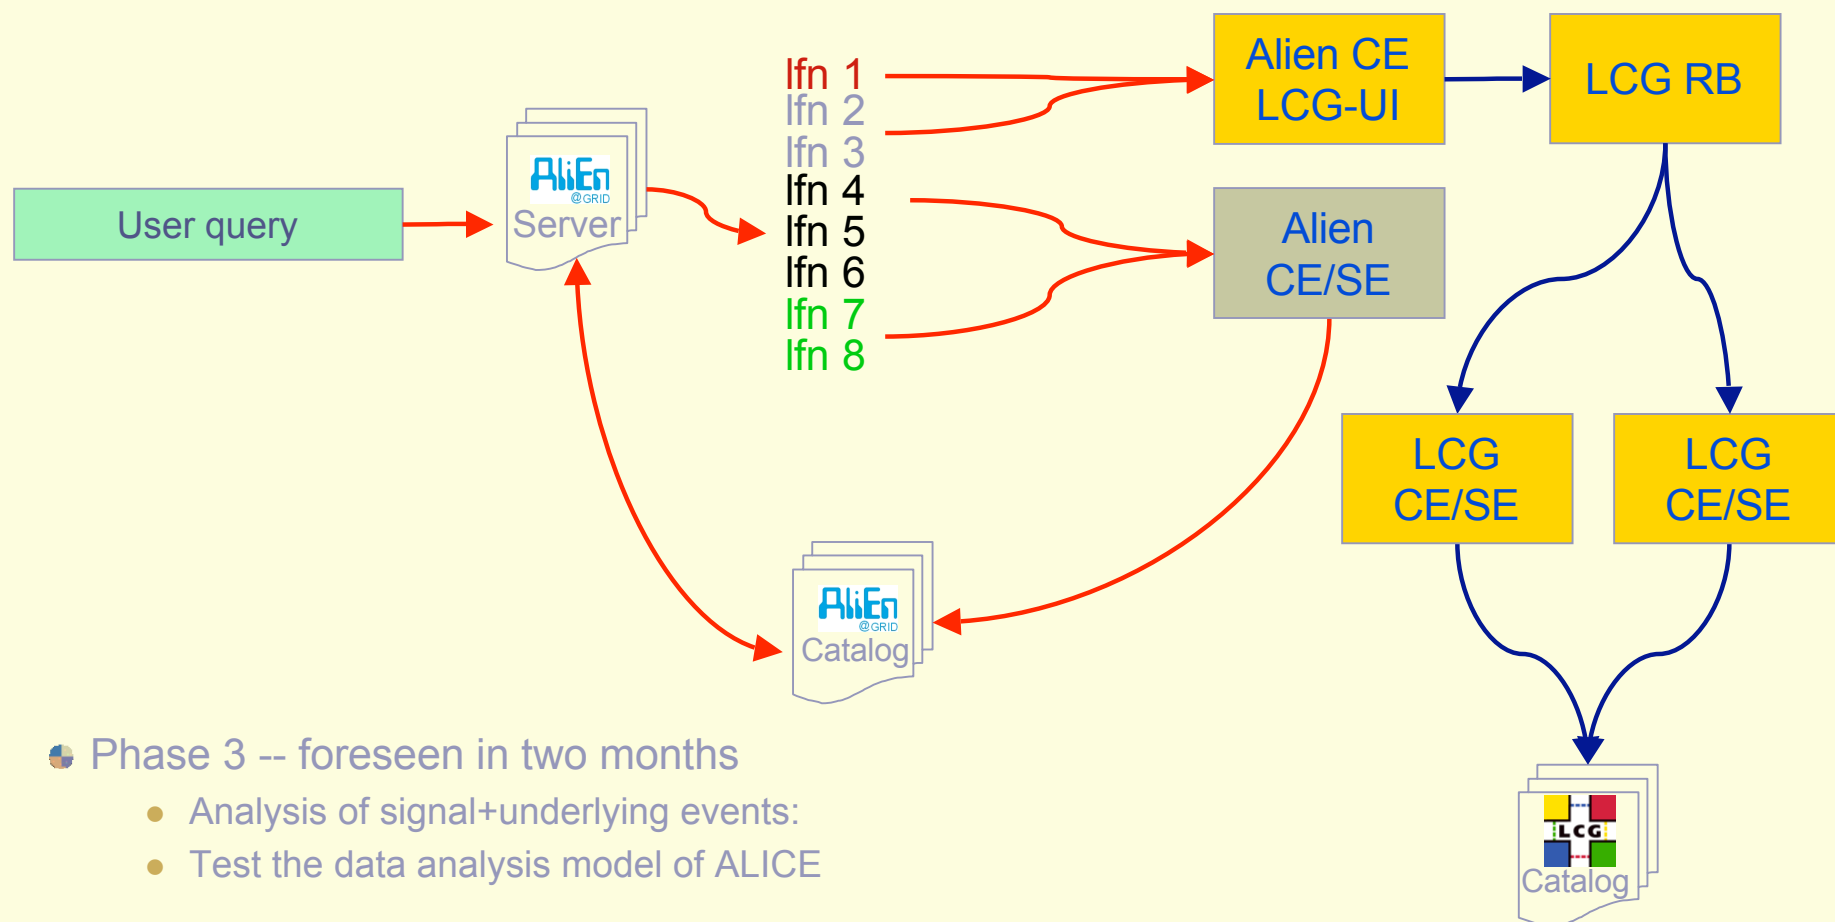 User query
AliEn
@GRID
Server
lfn 1
lfn 2
lfn 3
lfn 4
lfn 5
lfn 6
lfn 7
lfn 8
Alien CE
LCG-UI
LCG RB
Alien
CE/SE
LCG
CE/SE
LCG
CE/SE
AliEn
@GRID
Catalog
Phase 3 -- foreseen in two months
Analysis of signal+underlying events:
Test the data analysis model of ALICE
LCG
Catalog